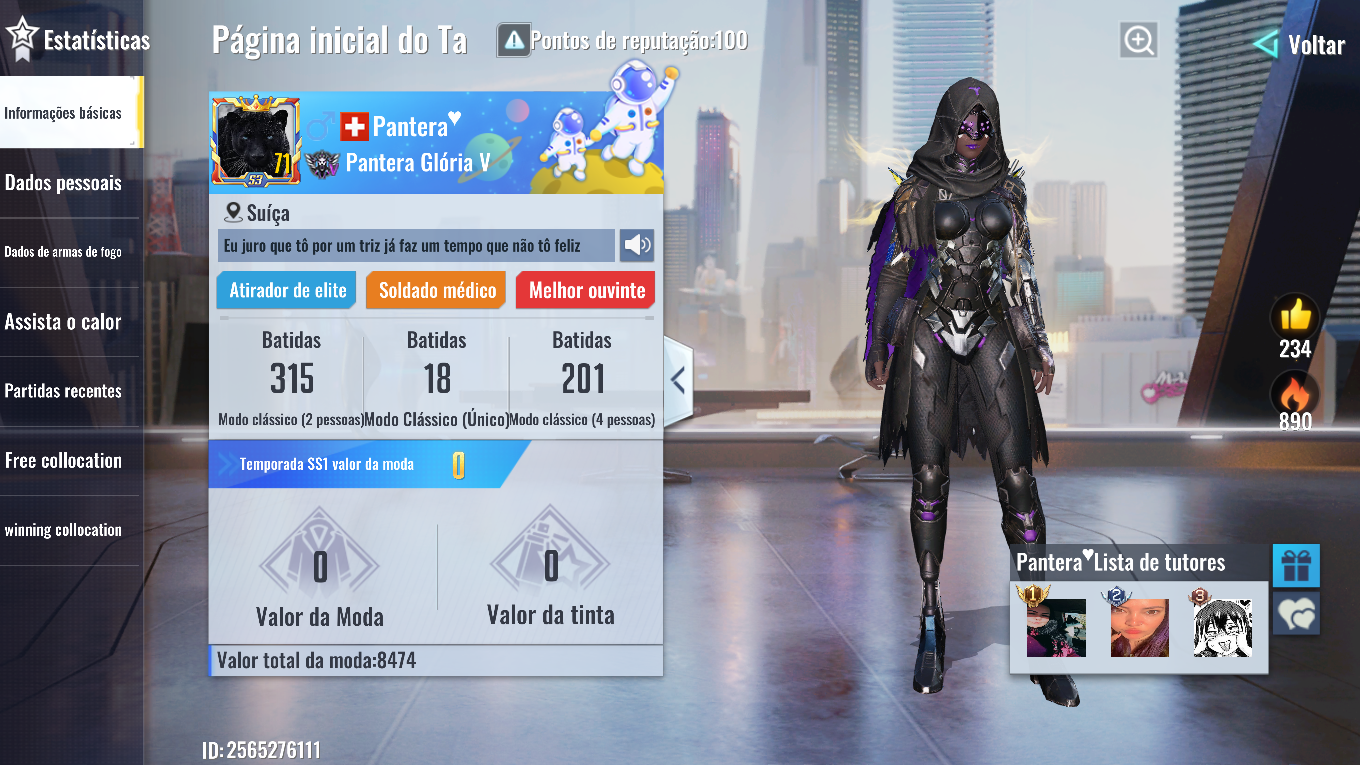 Estatísticas
Página inicial do Ta
Pontos de reputação:100
Voltar
Informações básicas
Dados pessoais
Dados de armas de fogo
Assista o calor
Partidas recentes
Free collocation
winning collocation
71
S3
Pantera♥
V
Pantera Glória V
Suíça
Eu juro que tô por um triz já faz um tempo que não tô feliz
Atirador de elite
Soldado médico
Melhor ouvinte
Batidas
315
Modo clássico (2 pessoas)
Batidas
18
Modo Clássico (Único)
Batidas
201
Modo clássico (4 pessoas)
Temporada SS1 valor da moda
0
0
Valor da Moda
0
Valor da tinta
Valor total da moda:8474
ID:2565276111
234
890
Pantera♥Lista de tutores
1
2
3